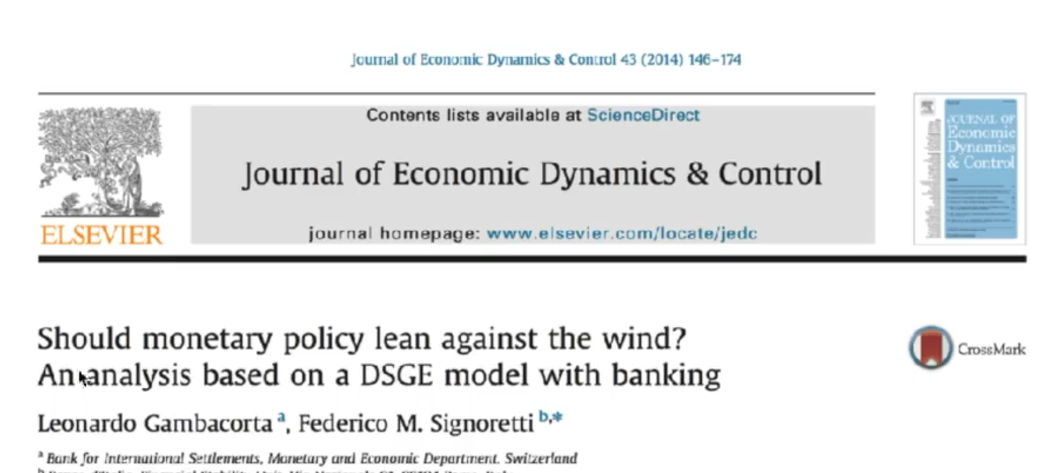 Journal of Economic Dynamics & Control 43 (2014) 146–174
Contents lists available at ScienceDirect
Journal of Economic Dynamics & Control
journal homepage: www.elsevier.com/locate/jedc
ELSEVIER
JOURNAL OF
Economic
Dynamics
& Control
Should monetary policy lean against the wind?
An analysis based on a DSGE model with banking
CrossMark
Leonardo Gambacorta a, Federico M. Signoretti b,*
a Bank for International Settlements, Monetary and Economic Department, Switzerland